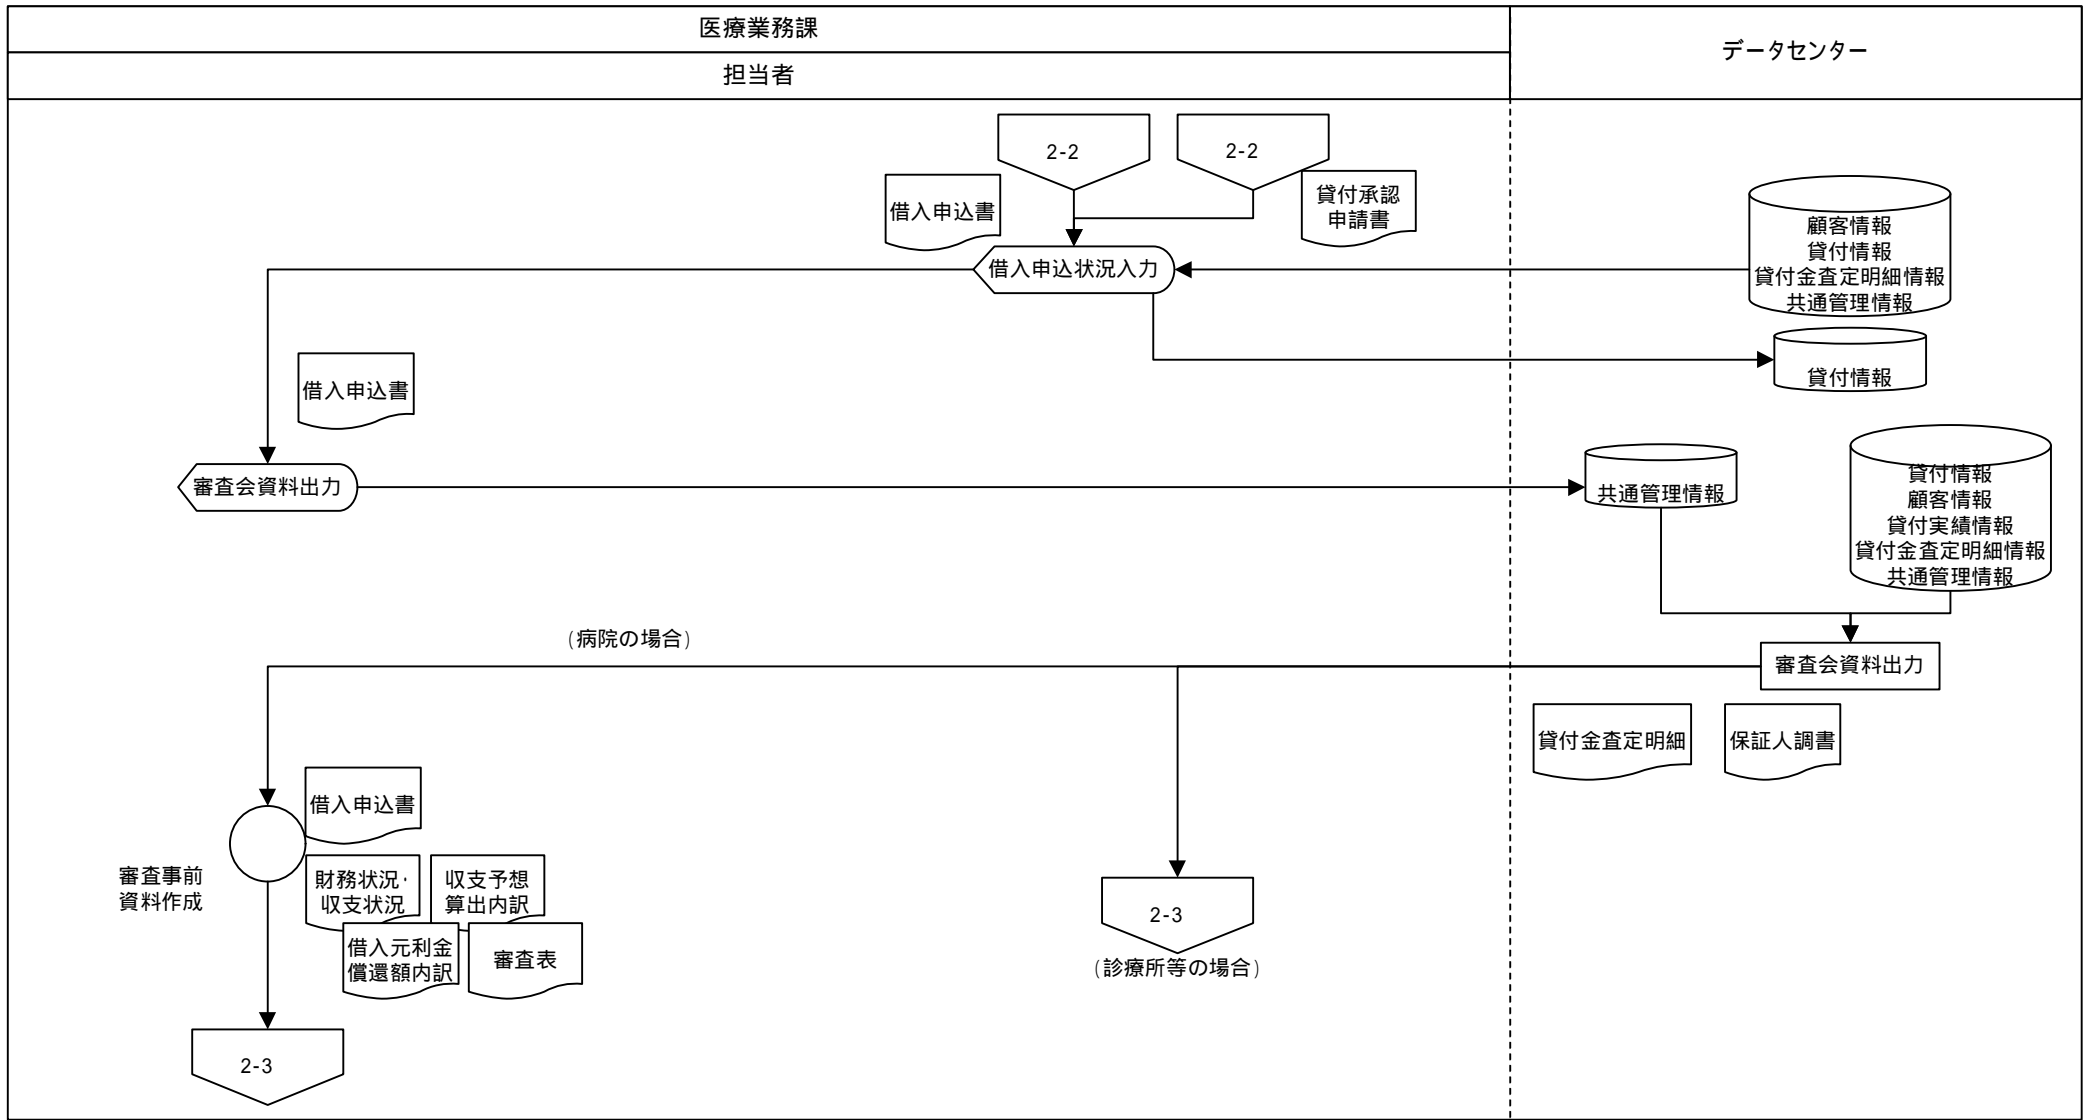 医療業務課
データセンター
担当者
2-2
2-2
借入申込書
貸付承認
申請書
顧客情報
貸付情報
貸付金査定明細情報
共通管理情報
借入申込状況入力
貸付情報
借入申込書
審査会資料出力
共通管理情報
貸付情報
顧客情報
貸付実績情報
貸付金査定明細情報
共通管理情報
(病院の場合)
審査会資料出力
貸付金査定明細
保証人調書
借入申込書
審査事前
資料作成
財務状況・
収支状況
収支予想
算出内訳
借入元利金
償還額内訳
審査表
2-3
(診療所等の場合)
2-3